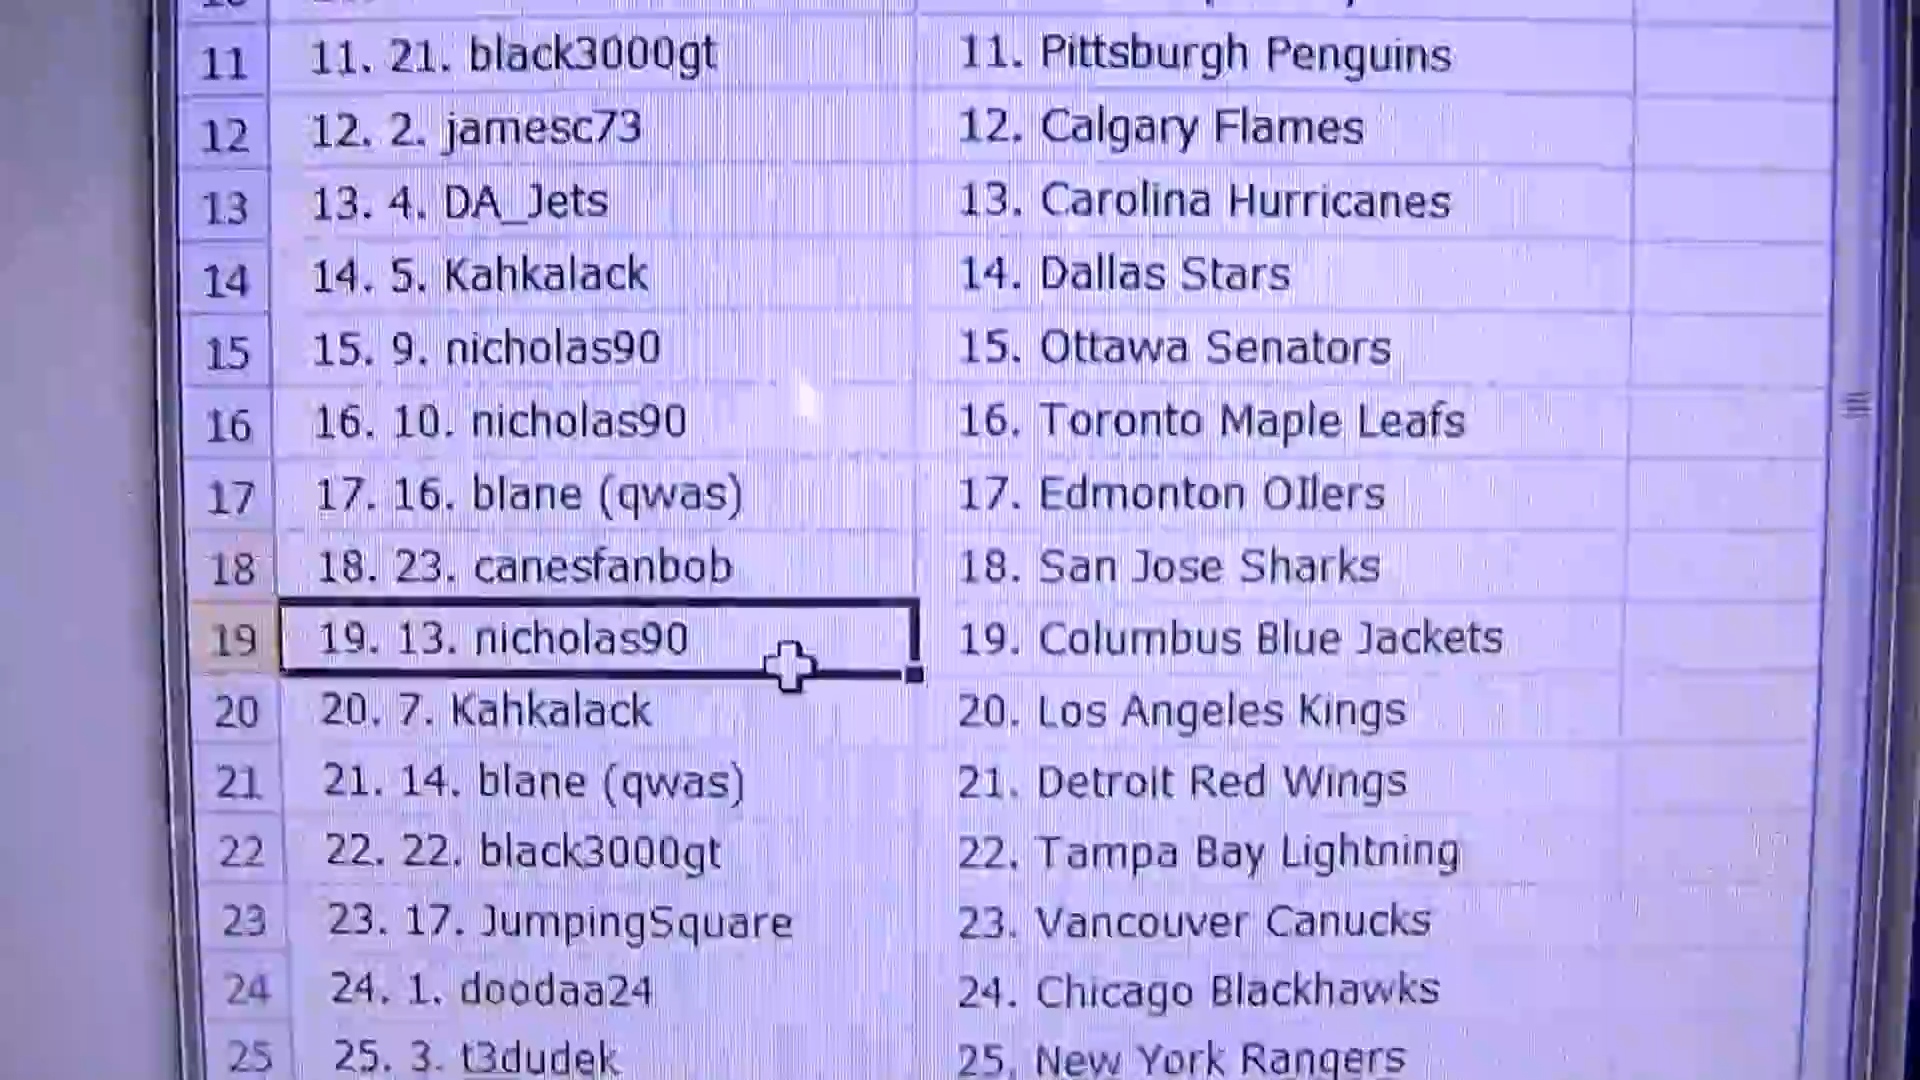 11 11. 21. black3000gt 11. Pittsburgh Penguins
12 12. 2. jamesc73 12. Calgary Flames
13 13. 4. DA_Jets 13. Carolina Hurricanes
14 14. 5. Kahkalack 14. Dallas Stars
15 15. 9. nicholas90 15. Ottawa Senators
16 16. 10. nicholas90 16. Toronto Maple Leafs
17 17. 16. blane (qwas) 17. Edmonton OIlers
18 18. 23. canesfanbob 18. San Jose Sharks
19 19. 13. nicholas90 19. Columbus Blue Jackets
20 20. 7. Kahkalack 20. Los Angeles Kings
21 21. 14. blane (qwas) 21. Detroit Red Wings
22 22. 22. black3000gt 22. Tampa Bay Lightning
23 23. 17. JumpingSquare 23. Vancouver Canucks
24 24. 1. doodaa24 24. Chicago Blackhawks
25 25. 3. t3dudek 25. New York Rangers